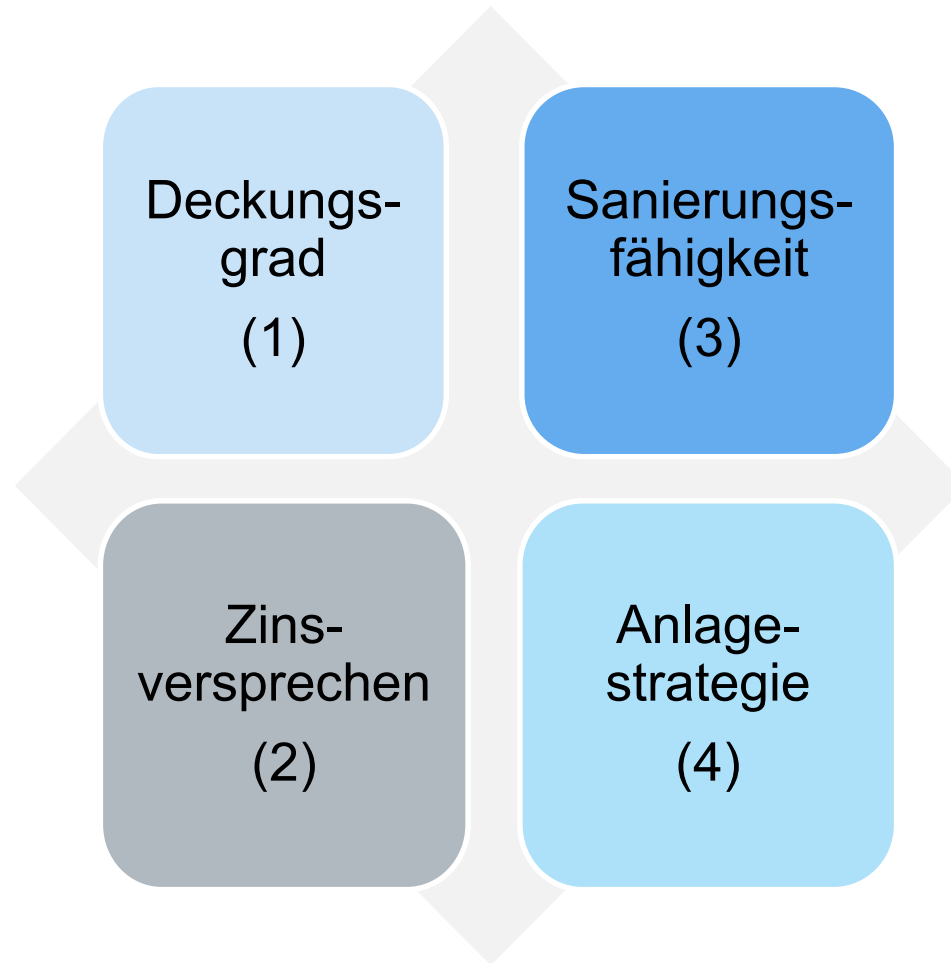 Deckungs-
grad
(1)
Sanierungs-
fähigkeit
(3)
Zins-
versprechen
(2)
Anlage-
strategie
(4)